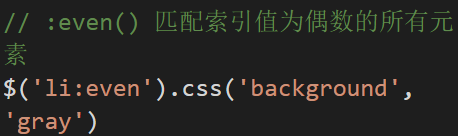 // :even() 匹配索引值为偶数的所有元
素
$('li:even').css('background',
'gray')